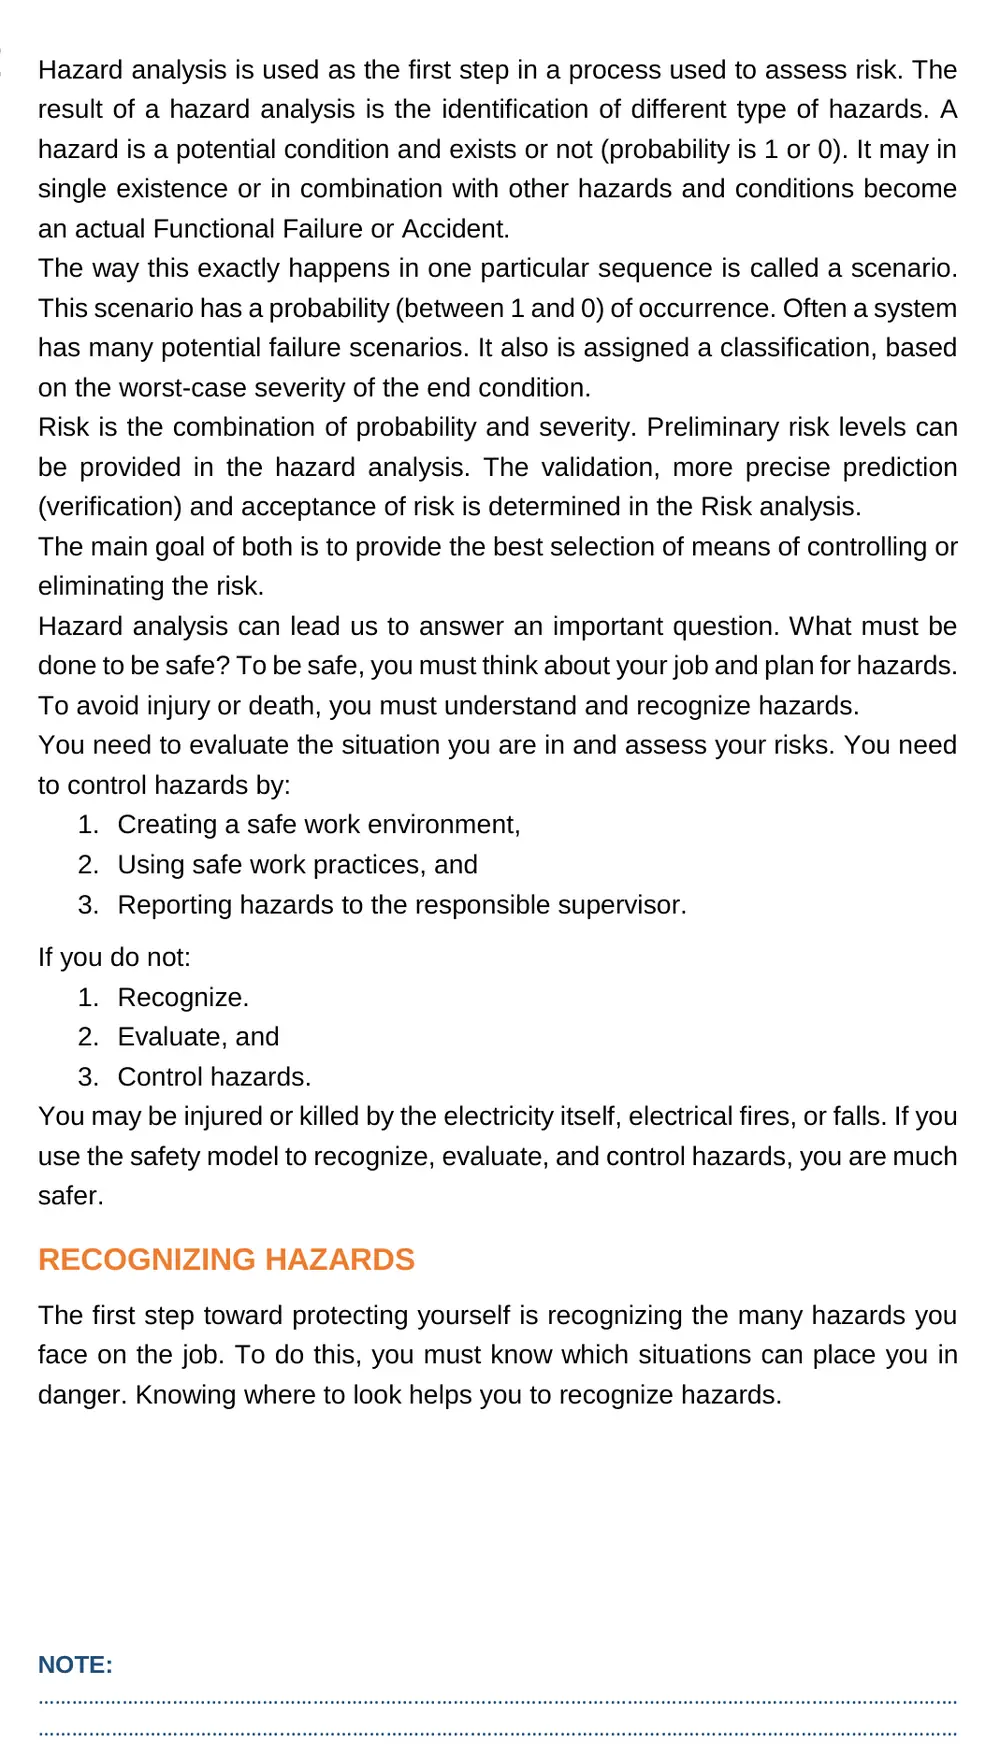 Hazard analysis is used as the first step in a process used to assess risk. The
result of a hazard analysis is the identification of different type of hazards. A
hazard is a potential condition and exists or not (probability is 1 or 0). It may in
single existence or in combination with other hazards and conditions become
an actual Functional Failure or Accident.
The way this exactly happens in one particular sequence is called a scenario.
This scenario has a probability (between 1 and 0) of occurrence. Often a system
has many potential failure scenarios. It also is assigned a classification, based
on the worst-case severity of the end condition.
Risk is the combination of probability and severity. Preliminary risk levels can
be provided in the hazard analysis. The validation, more precise prediction
(verification) and acceptance of risk is determined in the Risk analysis.
The main goal of both is to provide the best selection of means of controlling or
eliminating the risk.
Hazard analysis can lead us to answer an important question. What must be
done to be safe? To be safe, you must think about your job and plan for hazards.
To avoid injury or death, you must understand and recognize hazards.
You need to evaluate the situation you are in and assess your risks. You need
to control hazards by:
1. Creating a safe work environment,
2. Using safe work practices, and
3. Reporting hazards to the responsible supervisor.
If you do not:
1. Recognize.
2. Evaluate, and
3. Control hazards.
You may be injured or killed by the electricity itself, electrical fires, or falls. If you
use the safety model to recognize, evaluate, and control hazards, you are much
safer.
RECOGNIZING HAZARDS
The first step toward protecting yourself is recognizing the many hazards you
face on the job. To do this, you must know which situations can place you in
danger. Knowing where to look helps you to recognize hazards.
NOTE: